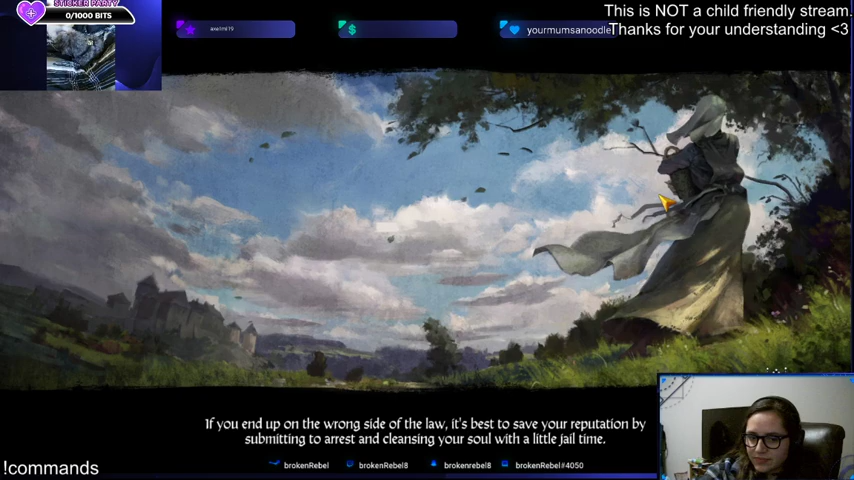 STICKER PARTY
0/1000 BITS
axelml19
$
yourmumsanoodle
This is NOT a child friendly stream.
Thanks for your understanding <3
If you end up on the wrong side of the law, it's best to save your reputation by
submitting to arrest and cleansing your soul with a little jail time.
!commands
brokenRebel
brokenRebel8
brokenrebel8
brokenRebel#4050